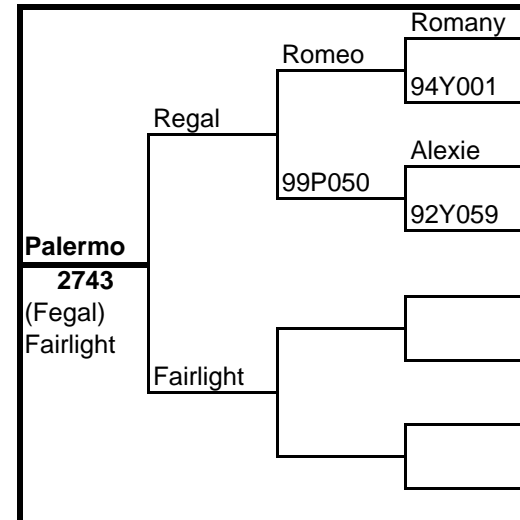 Romany
Romeo
94Y001
Regal
Alexie
99P050
92Y059
Palermo
2743
(Fegal)
Fairlight
Fairlight